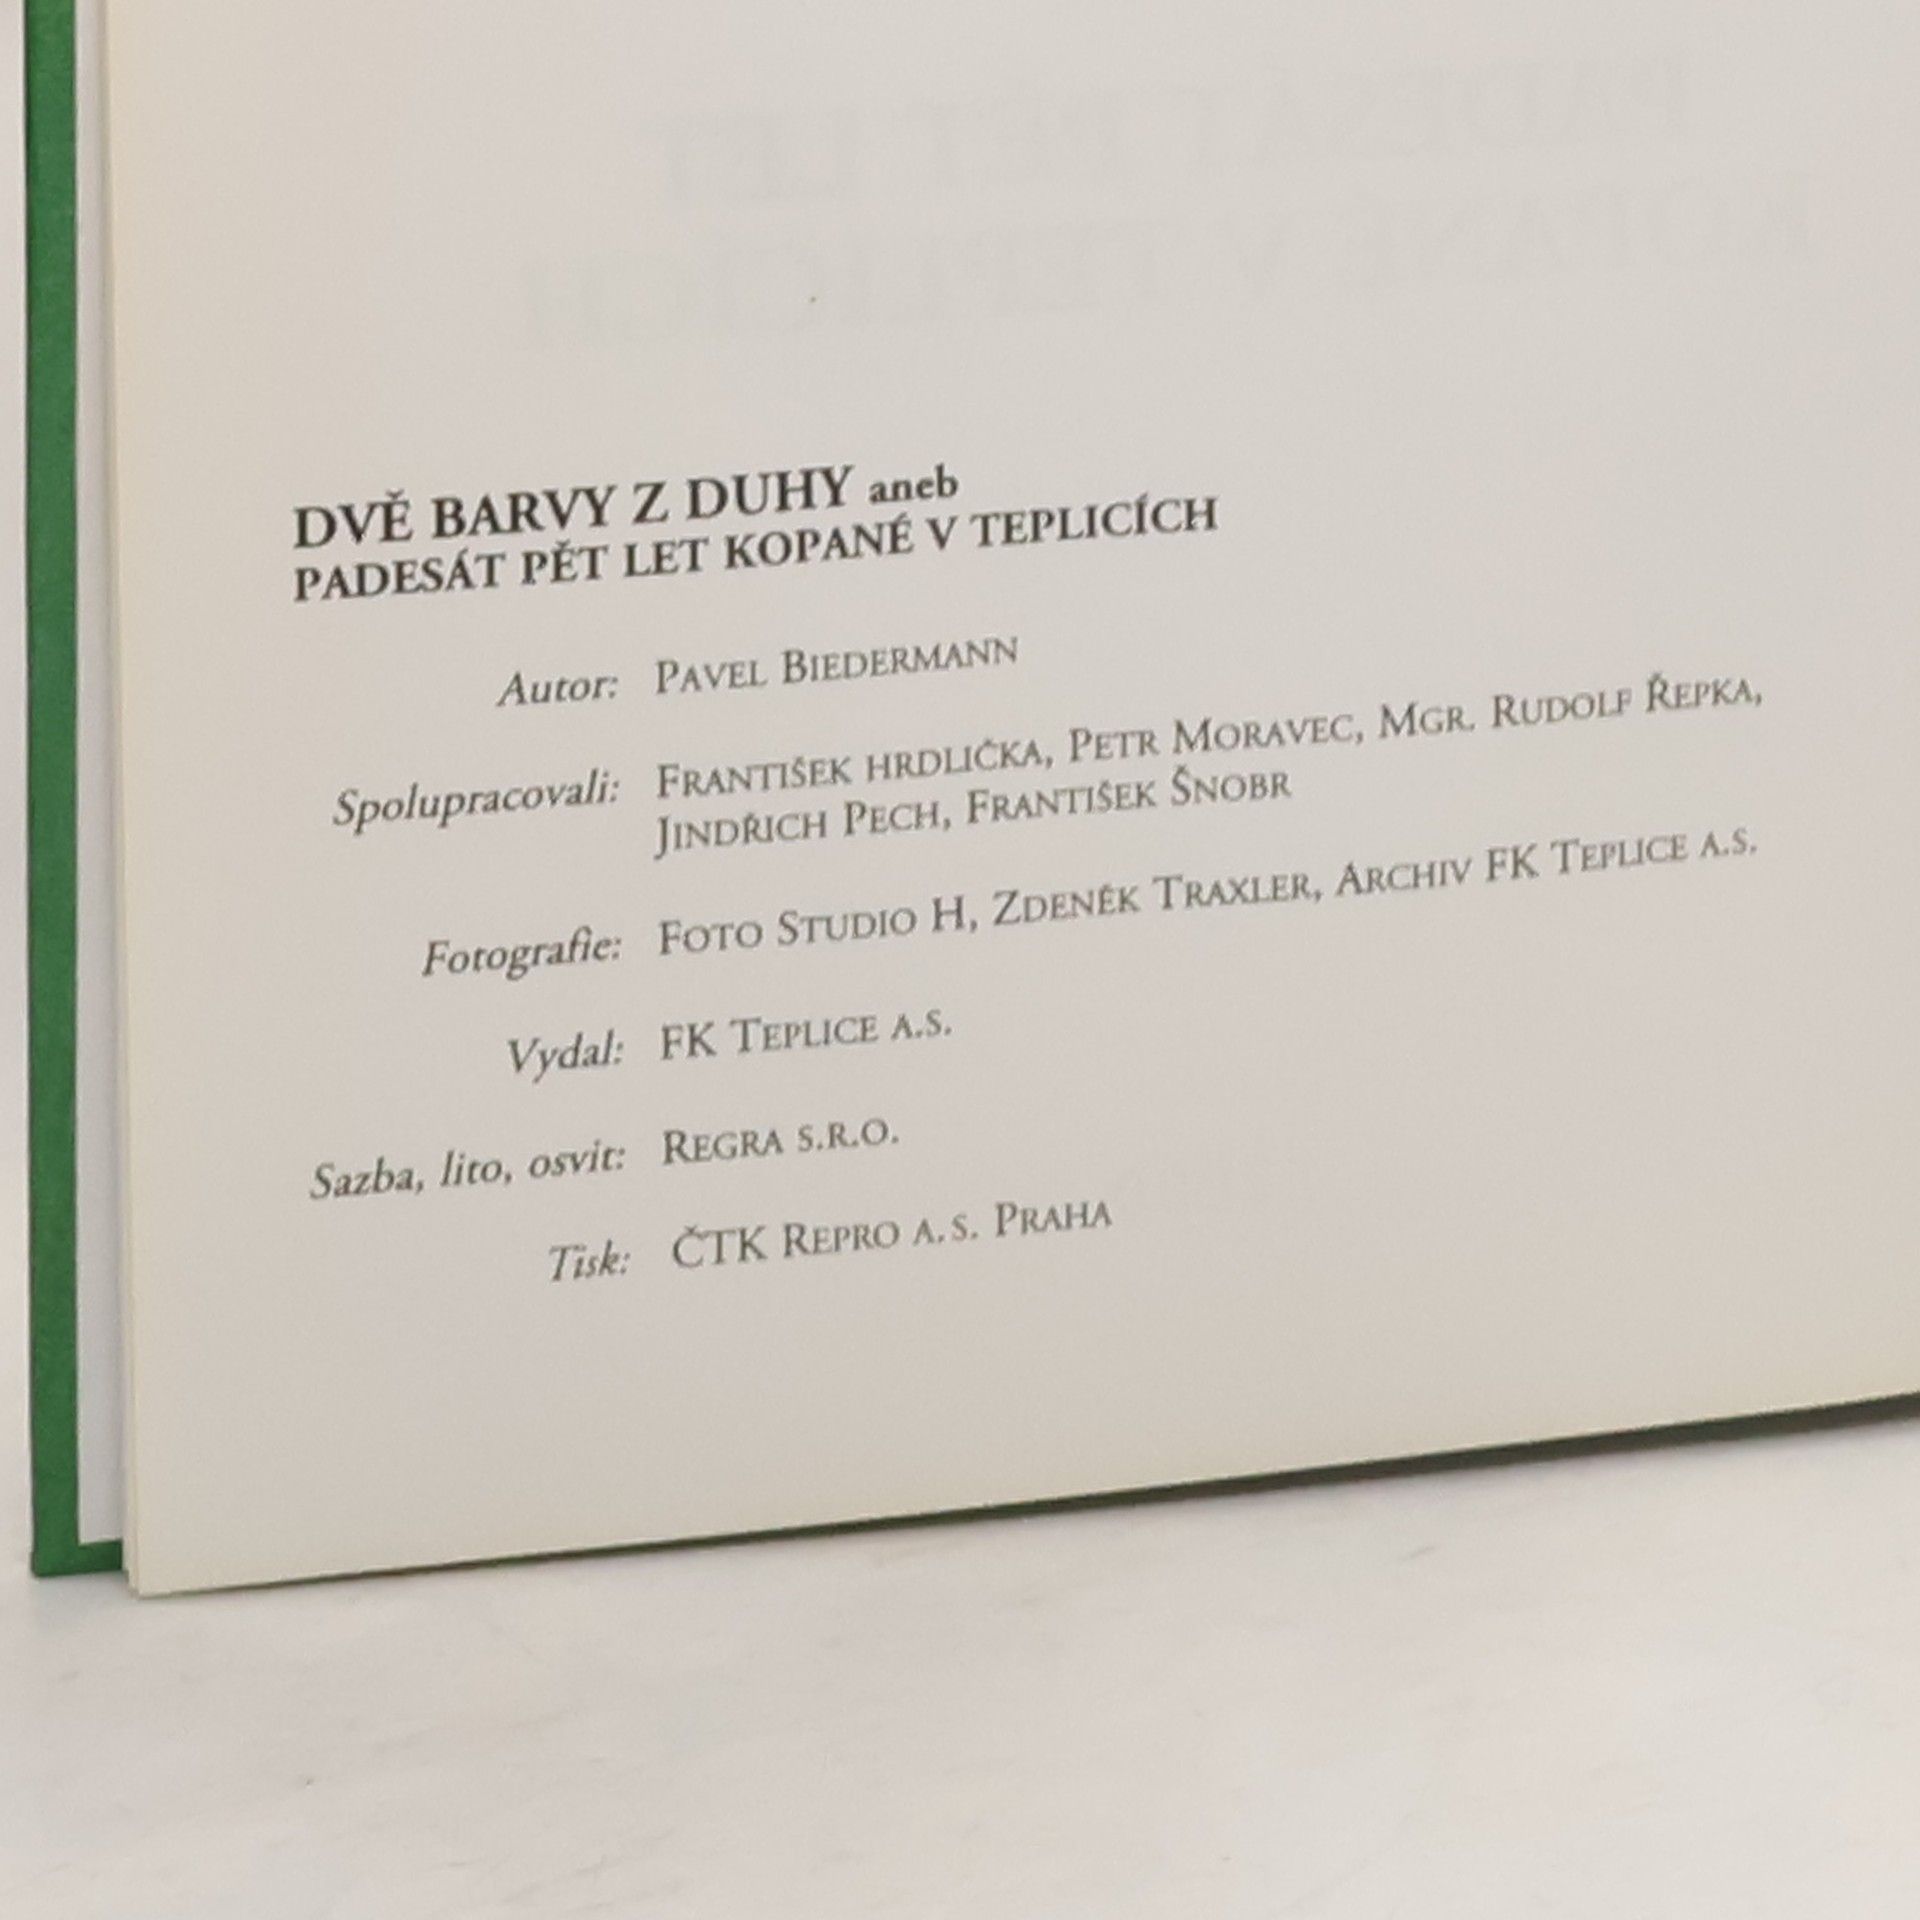 DVĚ BARVY Z DUHY aneb
PADESÁT PĚT LET KOPANÉ V TEPLICÍCH
Autor: PAVEL BIEDERMANN
Spolupracovali: FRANTIŠEK HRDLIČKA, PETR MORAVEC, MGR. RUDOLF ŘEPKA,
JINDŘICH PECH, FRANTIŠEK ŠNOBR
Fotografie: FOTO STUDIO H, ZDENĚK TRAXLER, ARCHIV FK TEPLICE A.S.
Vydal: FK TEPLICE A.S.
Sazba, lito, osvit: REGRA S.R.O.
Tisk: ČTK REPRO A.S. PRAHA